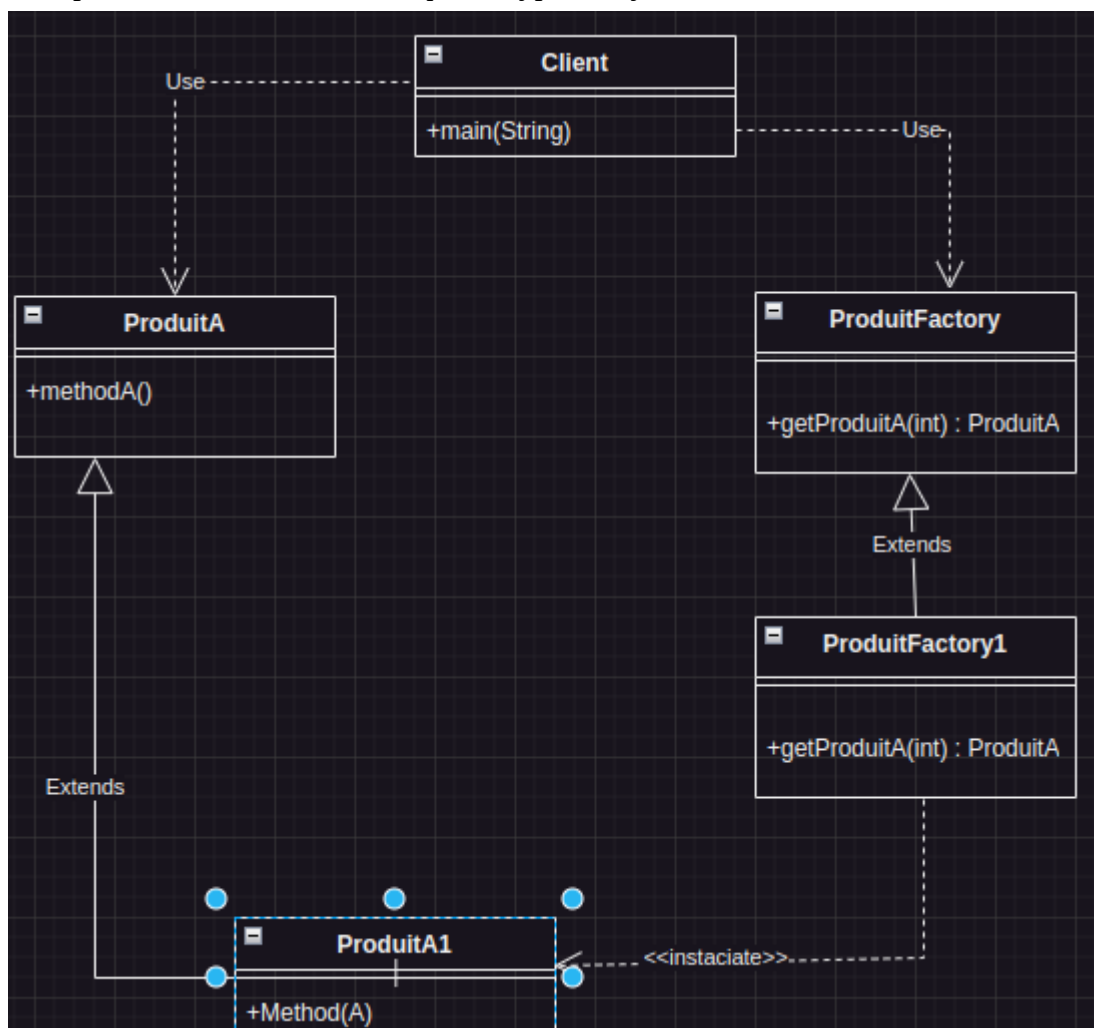 Client
Use
+main(String)
Use
ProduitA
ProduitFactory
+methodA()
+getProduitA(int) : ProduitA
Extends
ProduitFactory1
+getProduitA(int) : ProduitA
Extends
ProduitA1
<<instaciate>>
+Method(A)